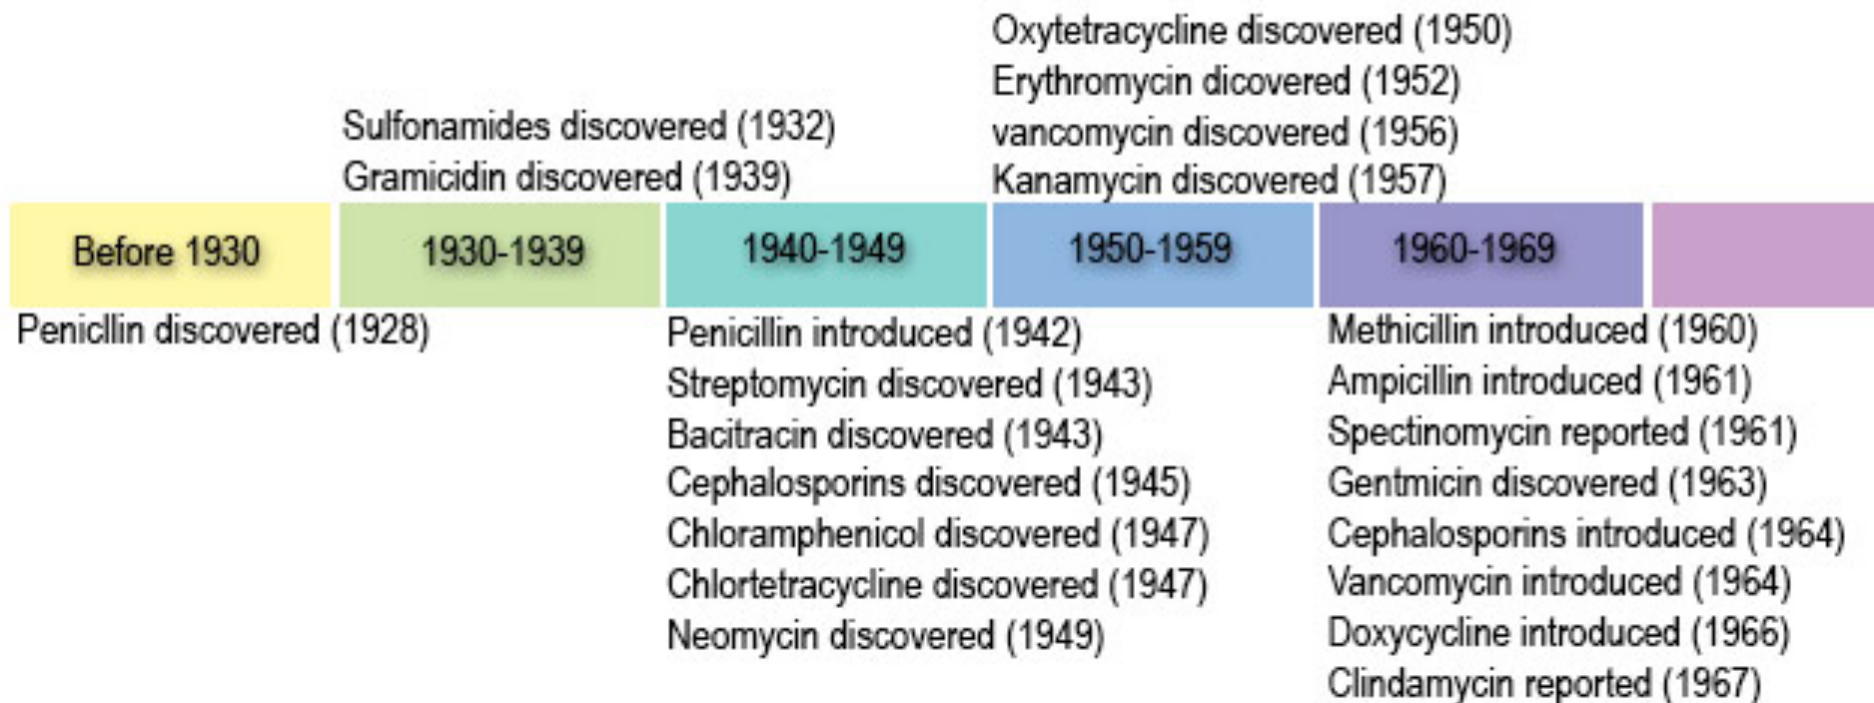 Oxytetracycline discovered (1950)
Erythromycin dicovered (1952)
vancomycin discovered (1956)
Kanamycin discovered (1957)
Sulfonamides discovered (1932)
Gramicidin discovered (1939)
Before 1930
1930-1939
1940-1949
1950-1959
1960-1969
Penicllin discovered (1928)
Penicillin introduced (1942)
Streptomycin discovered (1943)
Bacitracin discovered (1943)
Cephalosporins discovered (1945)
Chloramphenicol discovered (1947)
Chlortetracycline discovered (1947)
Neomycin discovered (1949)
Methicillin introduced (1960)
Ampicillin introduced (1961)
Spectinomycin reported (1961)
Gentmicin discovered (1963)
Cephalosporins introduced (1964)
Vancomycin introduced (1964)
Doxycycline introduced (1966)
Clindamycin reported (1967)